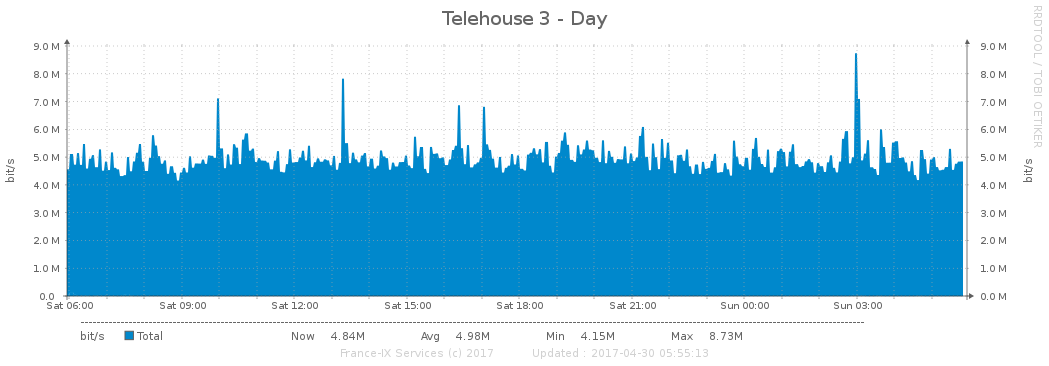 Telehouse 3 - Day
RRDTOOL / TOBI OETIKER
9.0 M 9.0 M
8.0 M 8.0 M
7.0 M 7.0 M
6.0 M 6.0 M
5.0 M 5.0 M
4.0 M 4.0 M
3.0 M 3.0 M
2.0 M 2.0 M
1.0 M 1.0 M
0.0 0.0 M
bit/s
bit/s
Sat 06:00 Sat 09:00 Sat 12:00 Sat 15:00 Sat 18:00 Sat 21:00 Sun 00:00 Sun 03:00
bit/s Total Now 4.84M Avg 4.98M Min 4.15M Max 8.73M
France-IX Services (c) 2017 Updated : 2017-04-30 05:55:13